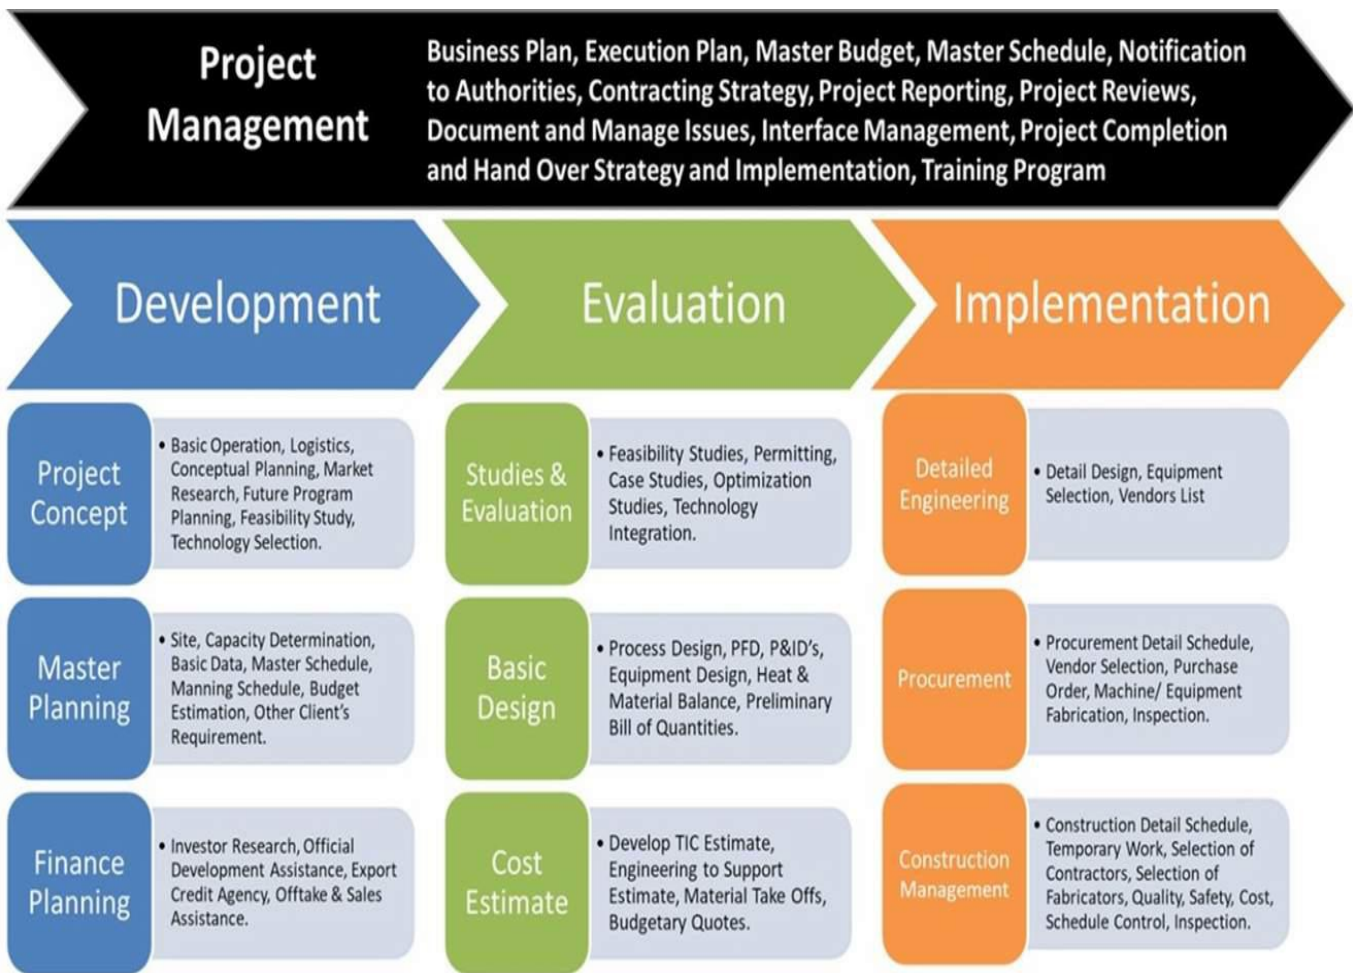 Project
Management
Business Plan, Execution Plan, Master Budget, Master Schedule, Notification
to Authorities, Contracting Strategy, Project Reporting, Project Reviews,
Document and Manage Issues, Interface Management, Project Completion
and Hand Over Strategy and Implementation, Training Program
Development
Evaluation
Implementation
Project
Concept
• Basic Operation, Logistics,
Conceptual Planning, Market
Research, Future Program
Planning, Feasibility Study,
Technology Selection.
Master
Planning
• Site, Capacity Determination,
Basic Data, Master Schedule,
Manning Schedule, Budget
Estimation, Other Client's
Requirement.
Finance
Planning
• Investor Research, Official
Development Assistance, Export
Credit Agency, Offtake & Sales
Assistance.
Studies &
Evaluation
• Feasibility Studies, Permitting,
Case Studies, Optimization
Studies, Technology
Integration.
Basic
Design
• Process Design, PFD, P&ID's,
Equipment Design, Heat &
Material Balance, Preliminary
Bill of Quantities.
Cost
Estimate
• Develop TIC Estimate,
Engineering to Support
Estimate, Material Take Offs,
Budgetary Quotes.
Detailed
Engineering
• Detail Design, Equipment
Selection, Vendors List
Procurement
• Procurement Detail Schedule,
Vendor Selection, Purchase
Order, Machine/ Equipment
Fabrication, Inspection.
Construction
Management
• Construction Detail Schedule,
Temporary Work, Selection of
Contractors, Selection of
Fabricators, Quality, Safety, Cost,
Schedule Control, Inspection.